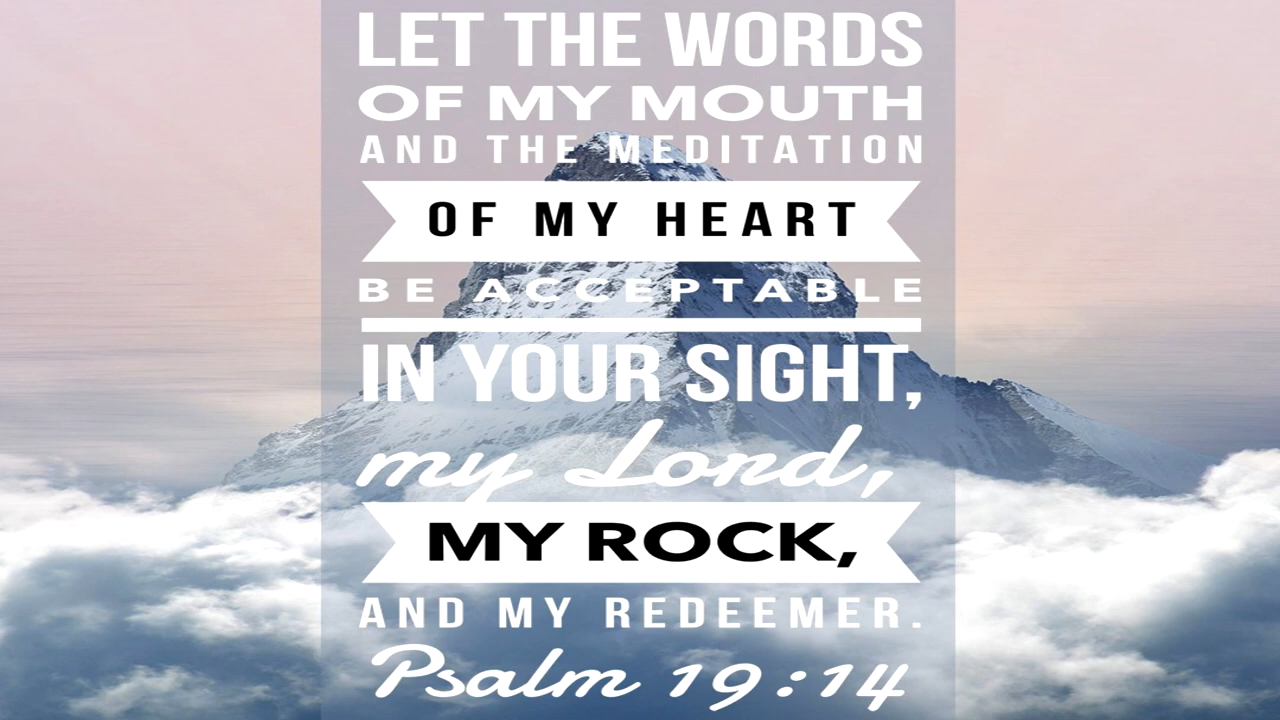 LET THE WORDS
OF MY MOUTH
AND THE MEDITATION
OF MY HEART
BE ACCEPTABLE
IN YOUR SIGHT,
my Lord,
MY ROCK,
AND MY REDEEMER.
Psalm 19:14